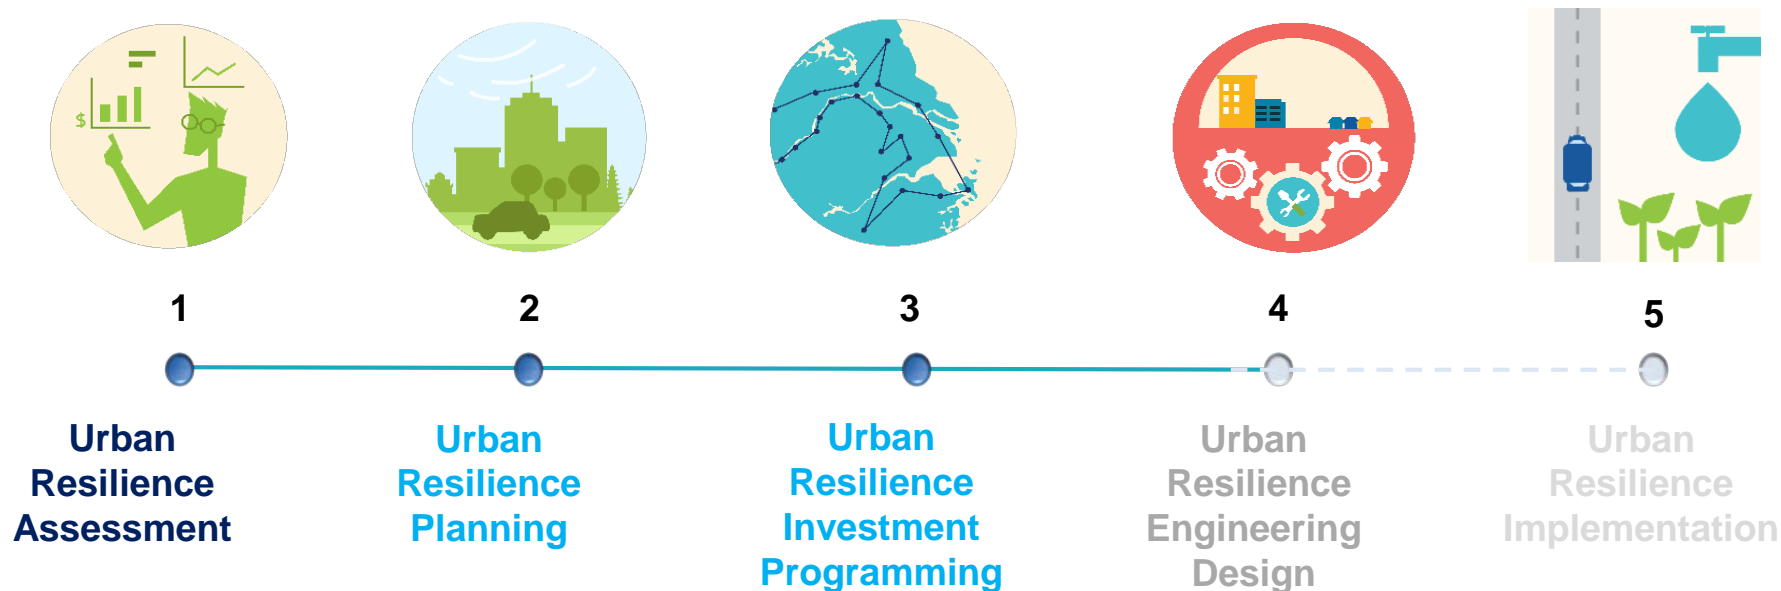 $
1
2
3
4
5
Urban
Resilience
Assessment
Urban
Resilience
Planning
Urban
Resilience
Investment
Programming
Urban
Resilience
Engineering
Design
Urban
Resilience
Implementation